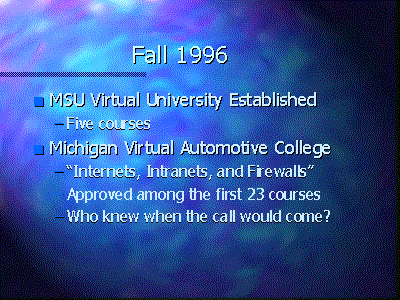 Fall 1996
MSU Virtual University Established
– Five courses
Michigan Virtual Automotive College
– “Internets, Intranets, and Firewalls”
Approved among the first 23 courses
– Who knew when the call would come?